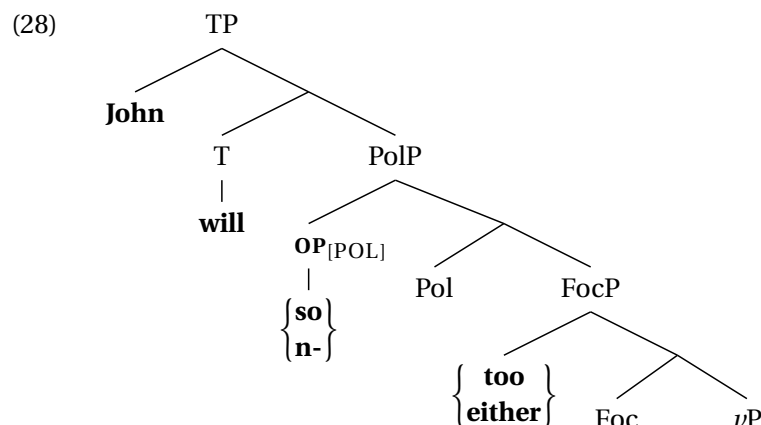 (28) TP
John
T PolP
will
OP[POL] Pol FocP
so
n-
too
either Foc vP